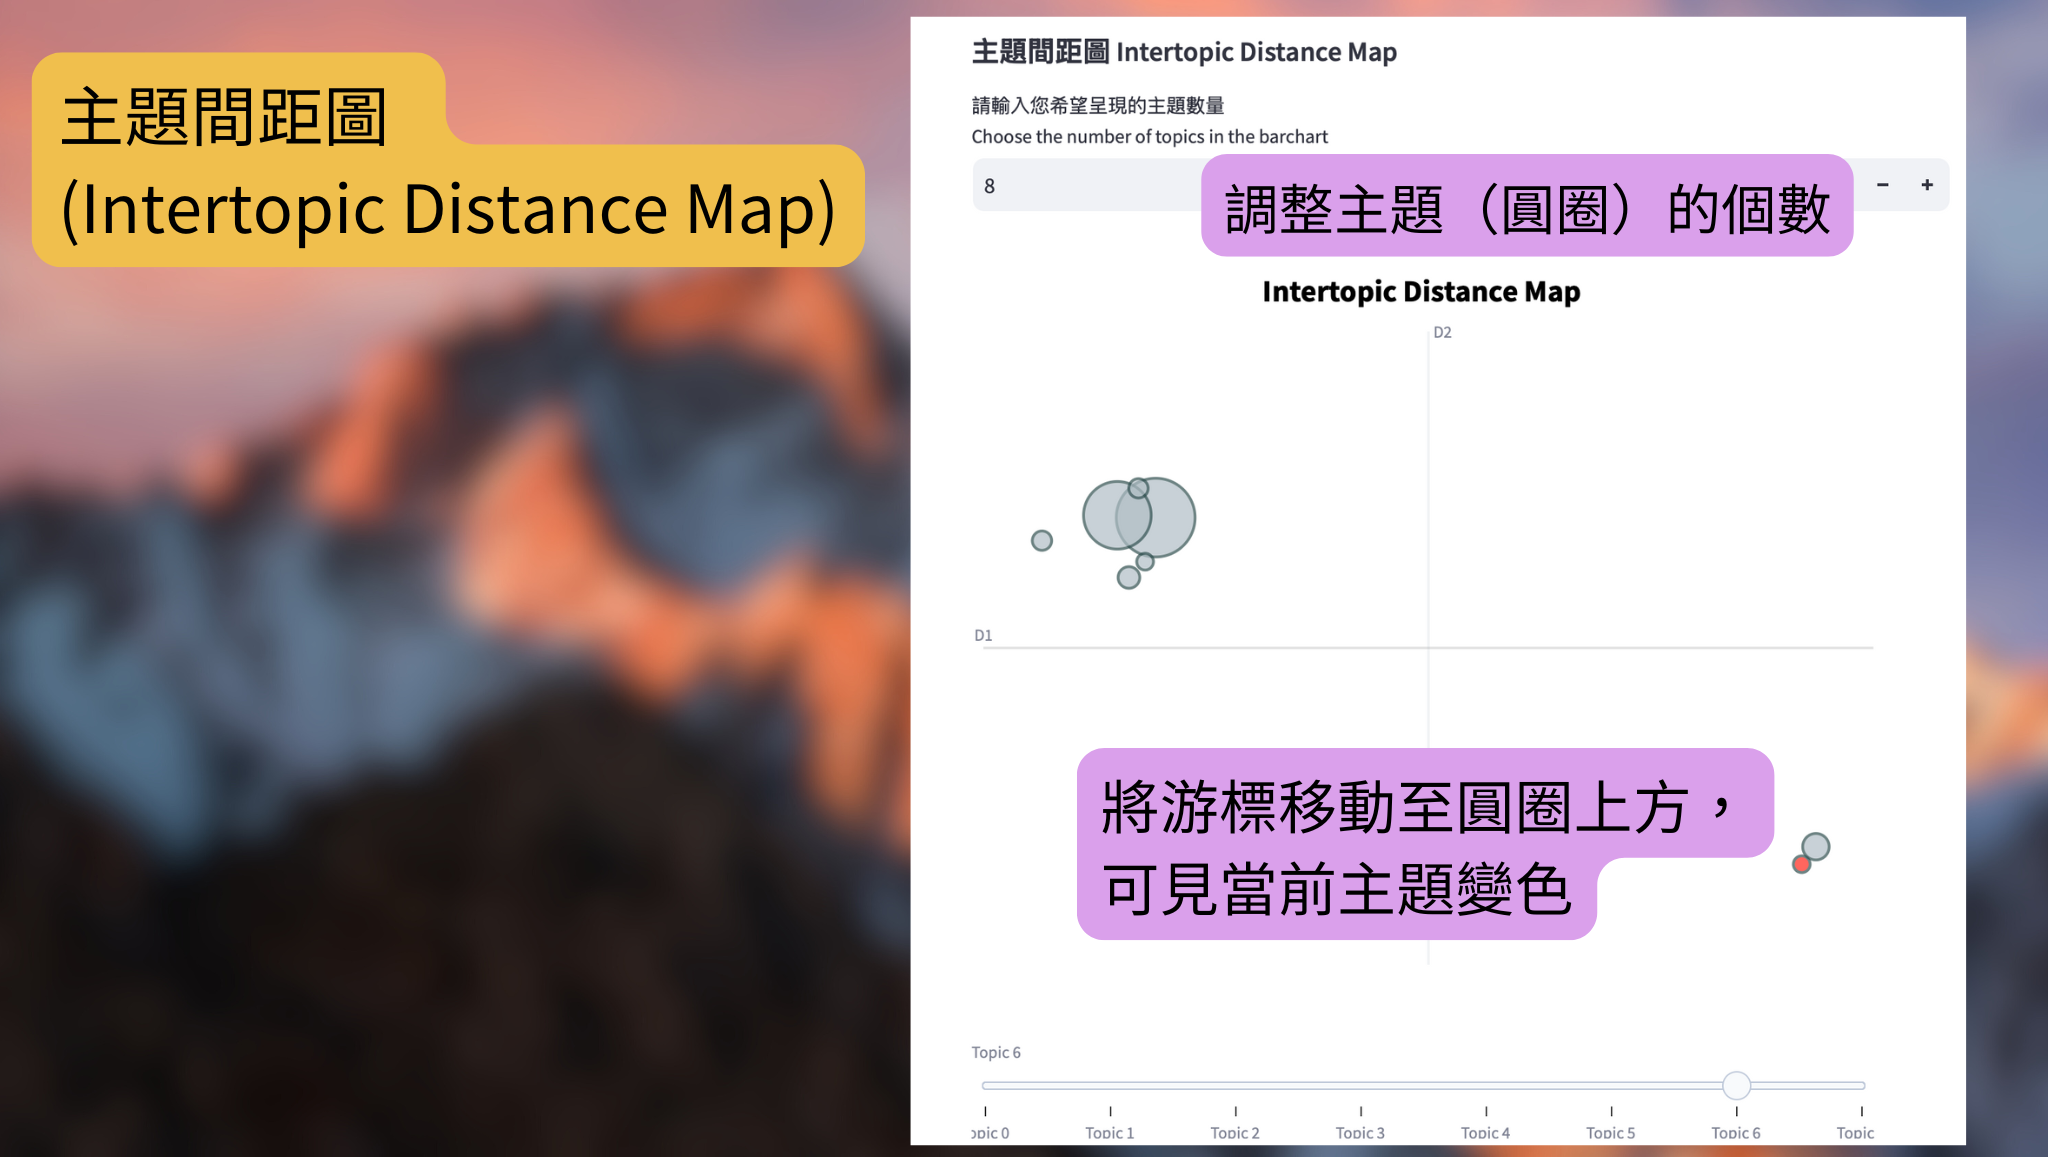 主題間距圖
(Intertopic Distance Map)
主題間距圖 Intertopic Distance Map
請輸入您希望呈現的主題數量
Choose the number of topics in the barchart
8
− +
調整主題（圓圈）的個數
Intertopic Distance Map
D2
D1
將游標移動至圓圈上方，
可見當前主題變色
Topic 6
opic 0 Topic 1 Topic 2 Topic 3 Topic 4 Topic 5 Topic 6 Topic